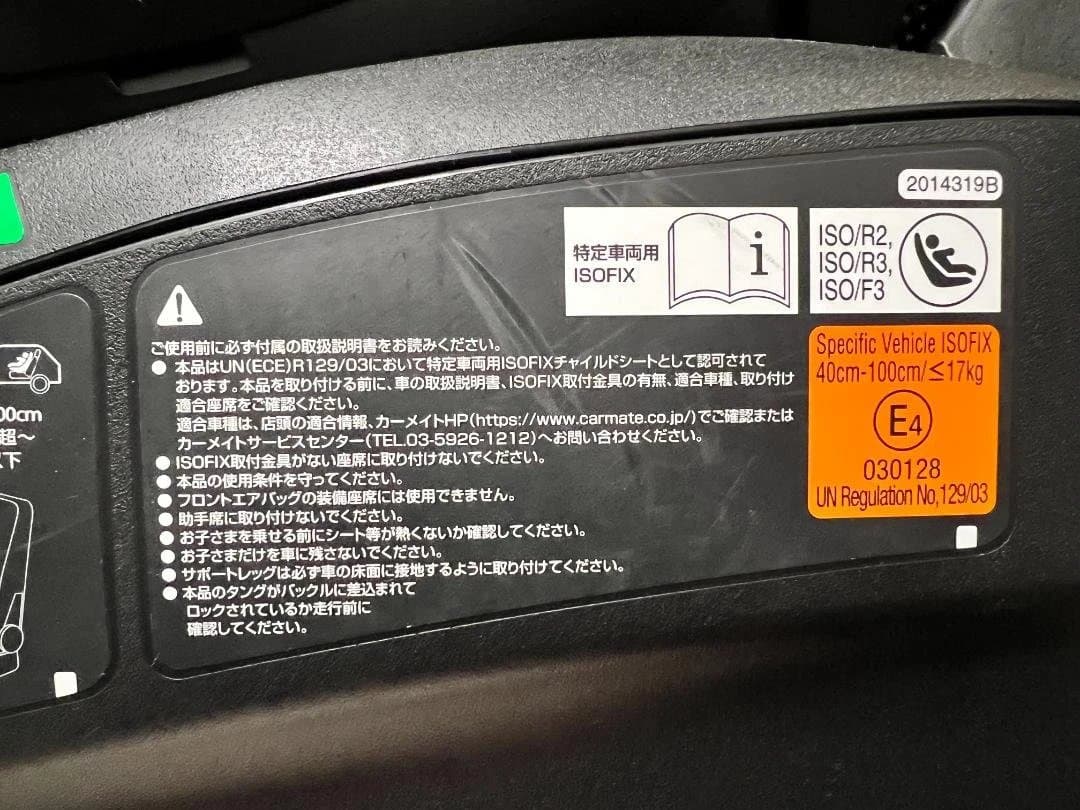 2014319B
特定車両用
ISOFIX
i
ISO/R2,
ISO/R3,
ISO/F3
ご使用前に必ず付属の取扱説明書をお読みください。
● 本品はUN(ECE)R129/03において特定車両用ISOFIXチャイルドシートとして認可されて
おります。本品を取り付ける前に、車の取扱説明書、ISOFIX取付金具の有無、適合車種、取り付け
適合座席をご確認ください。
適合車種は、店頭の適合情報、カーメイトHP(https://www.carmate.co.jp/)でご確認または
カーメイトサービスセンター(TEL.03-5926-1212)へお問い合わせください。
● ISOFIX取付金具がない座席に取り付けないでください。
● 本品の使用条件を守ってください。
● フロントエアバッグの装備座席には使用できません。
● 助手席に取り付けないでください。
● お子さまを乗せる前にシート等が熱くないか確認してください。
● お子さまだけを車に残さないでください。
● サポートレッグは必ず車の床面に接地するように取り付けてください。
● 本品のタングがバックルに差込まれて
ロックされているか走行前に
確認してください。
Specific Vehicle ISOFIX
40cm-100cm/≦17kg
E4
030128
UN Regulation No,129/03
00cm
超〜
下